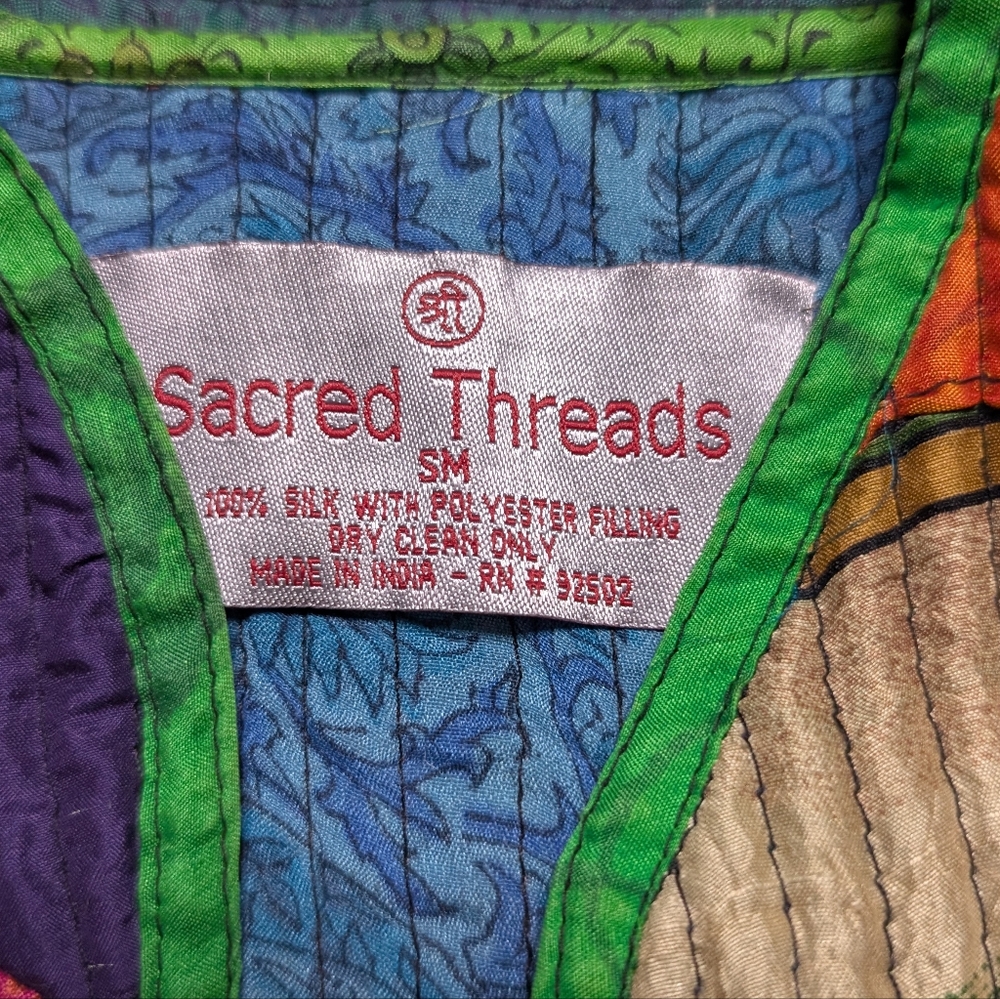 श्री
Sacred Threads
SM
100% SILK WITH POLYESTER FILLING
DRY CLEAN ONLY
MADE IN INDIA - RN # 92502